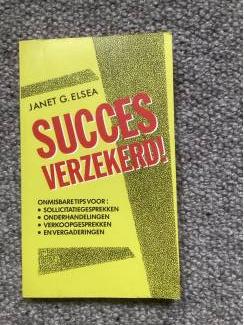 JANET G. ELSEA
SUCCES
VERZEKERD!
ONMISBARE TIPS VOOR:
• SOLLICITATIEGESPREKKEN
• ONDERHANDELINGEN
• VERKOOPGESPREKKEN
• EN VERGADERINGEN